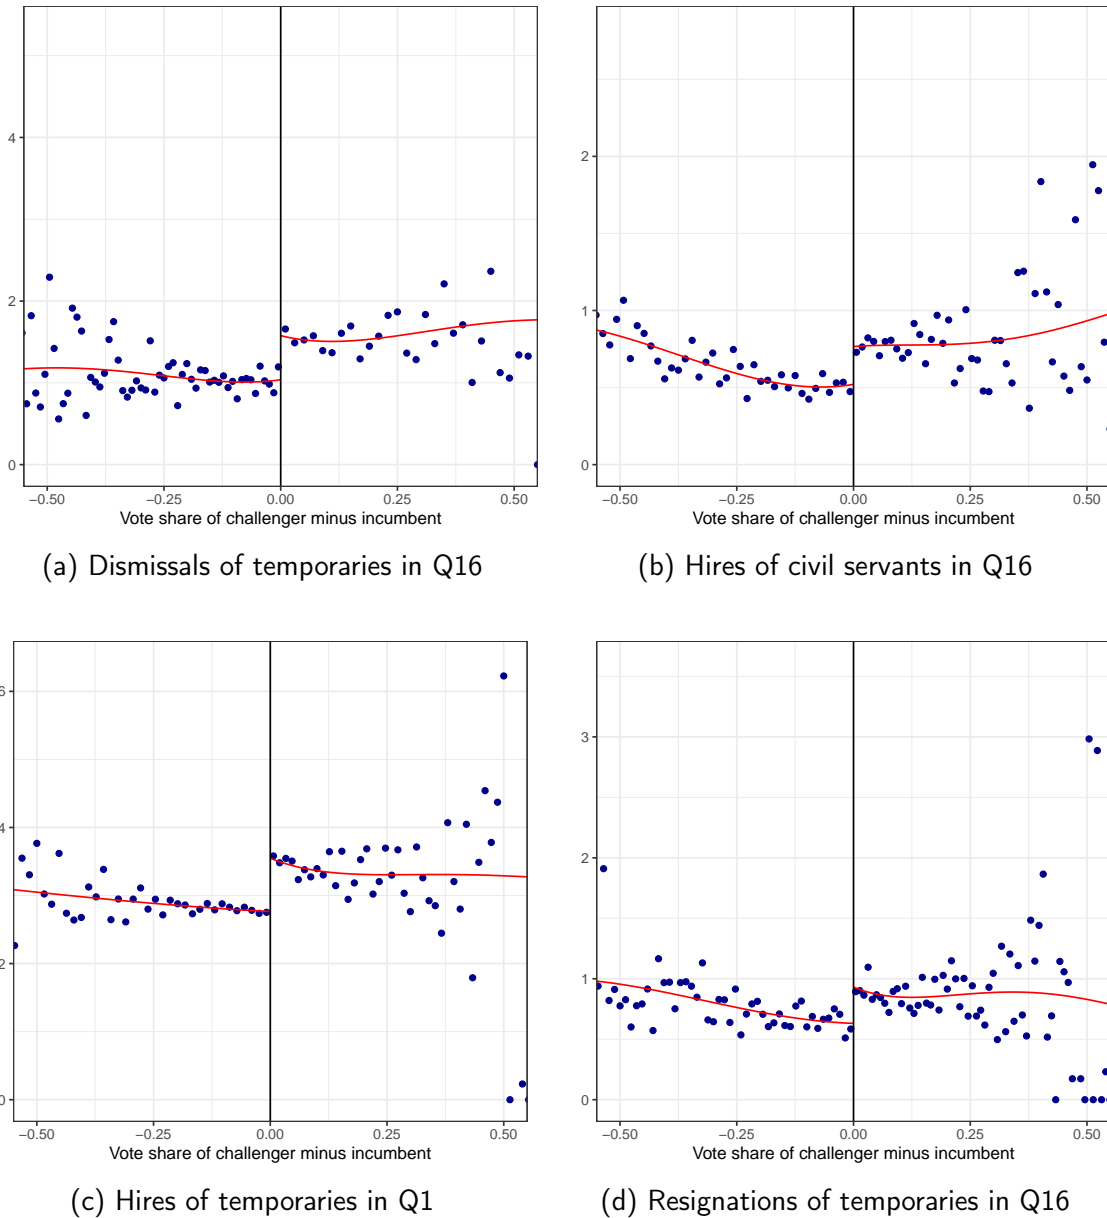 4
2
0
−0.50 −0.25 0.00 0.25 0.50
Vote share of challenger minus incumbent
(a) Dismissals of temporaries in Q16
2
1
0
−0.50 −0.25 0.00 0.25 0.50
Vote share of challenger minus incumbent
(b) Hires of civil servants in Q16
6
4
2
0
−0.50 −0.25 0.00 0.25 0.50
Vote share of challenger minus incumbent
(c) Hires of temporaries in Q1
3
2
1
0
−0.50 −0.25 0.00 0.25 0.50
Vote share of challenger minus incumbent
(d) Resignations of temporaries in Q16